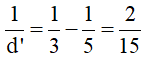 1/d' = 1/3 − 1/5 = 2/15